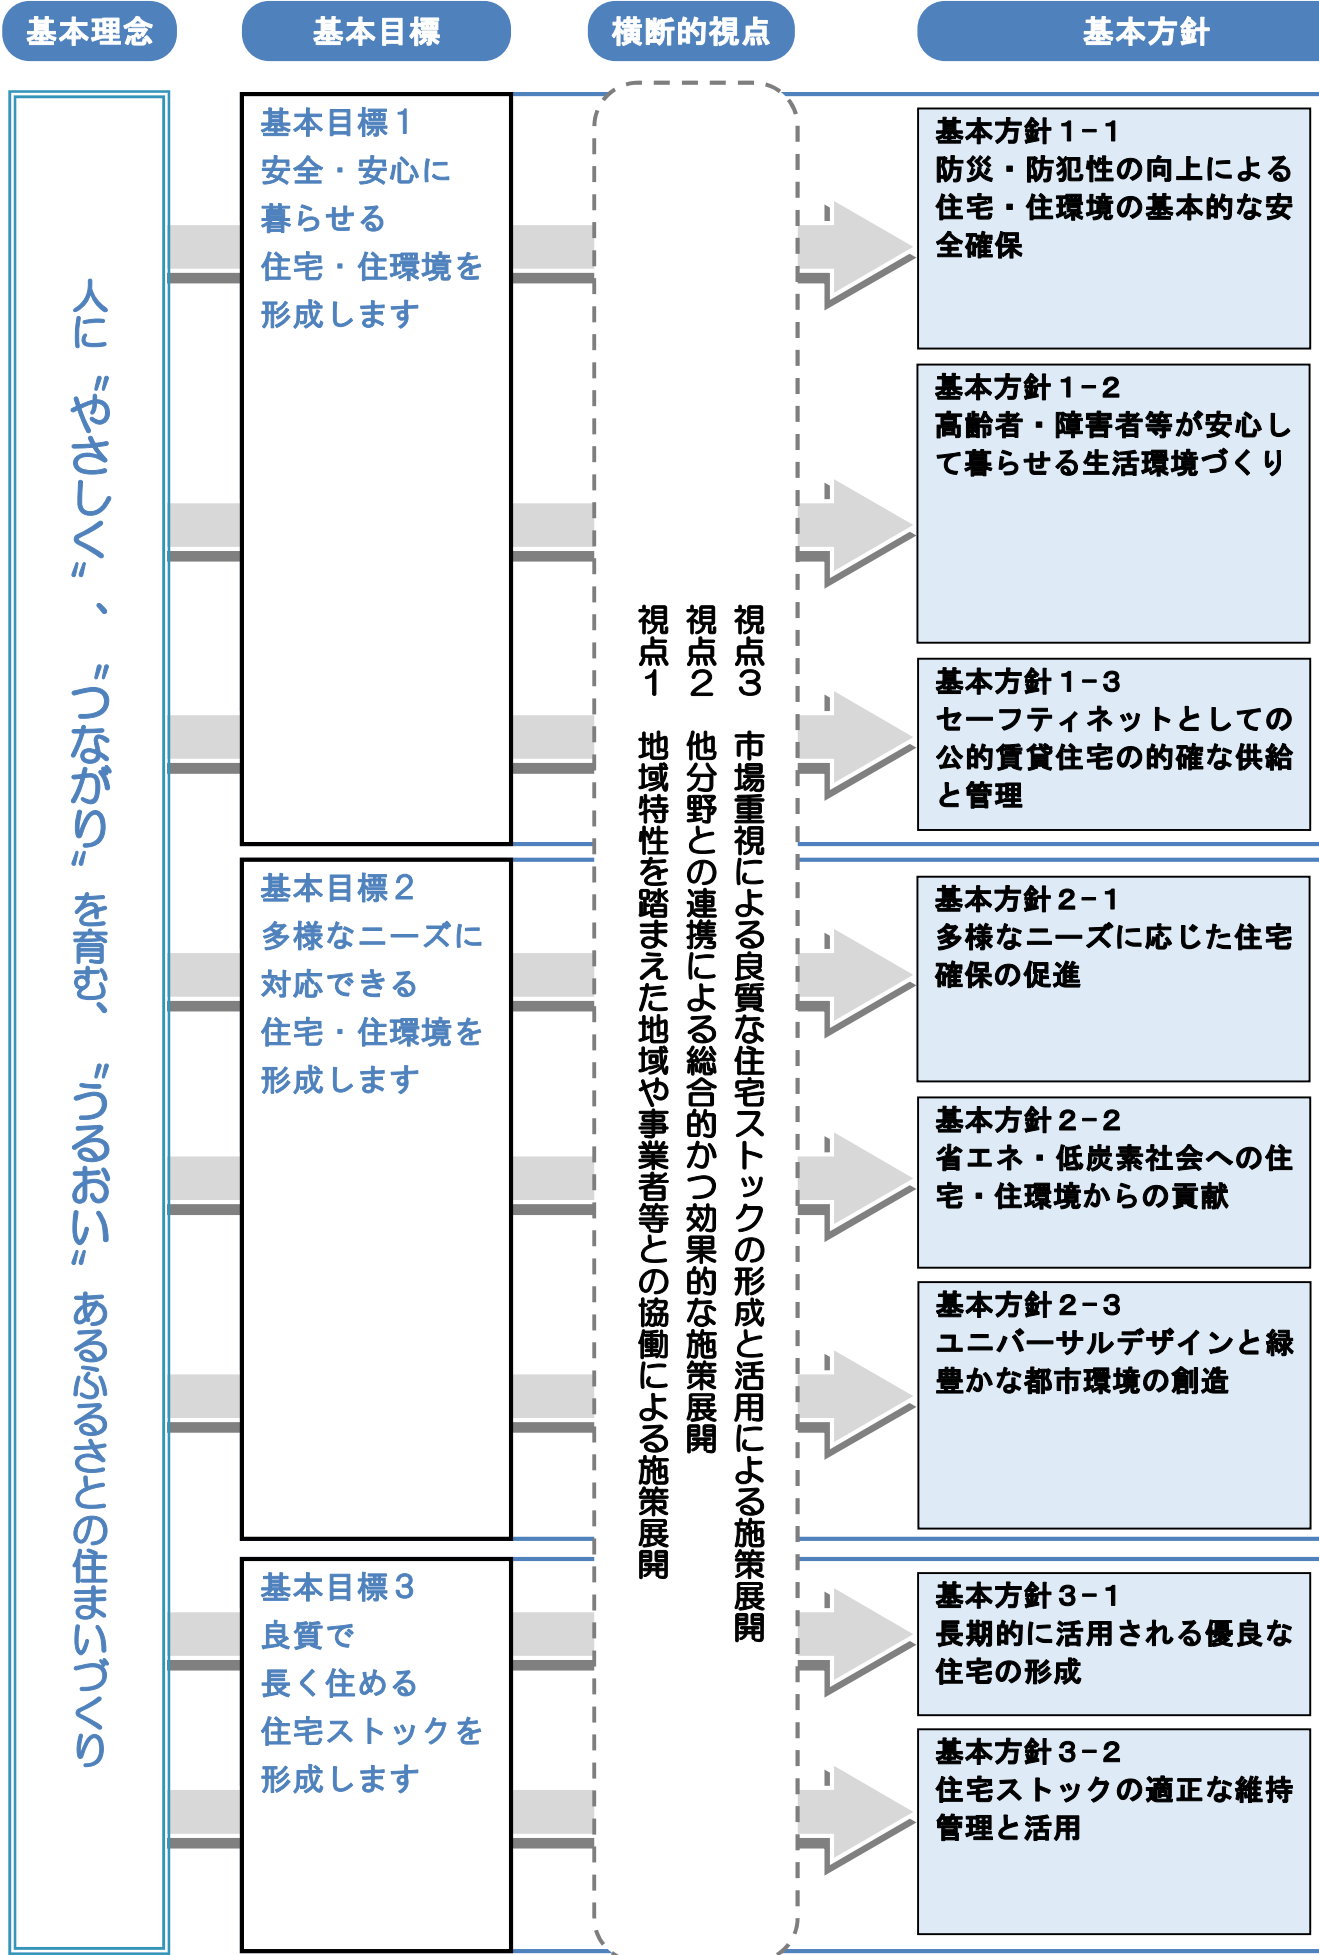 基本理念
基本目標
横断的視点
基本方針
人に“やさしく”、“つながり”を育む、“うるおい”あるふるさとの住まいづくり
基本目標1
安全・安心に
暮らせる
住宅・住環境を
形成します
基本目標2
多様なニーズに
対応できる
住宅・住環境を
形成します
基本目標3
良質で
長く住める
住宅ストックを
形成します
視点1　地域特性を踏まえた地域や事業者等との協働による施策展開
視点2　他分野との連携による総合的かつ効果的な施策展開
視点3　市場重視による良質な住宅ストックの形成と活用による施策展開
基本方針1-1
防災・防犯性の向上による
住宅・住環境の基本的な安
全確保
基本方針1-2
高齢者・障害者等が安心し
て暮らせる生活環境づくり
基本方針1-3
セーフティネットとしての
公的賃貸住宅の的確な供給
と管理
基本方針2-1
多様なニーズに応じた住宅
確保の促進
基本方針2-2
省エネ・低炭素社会への住
宅・住環境からの貢献
基本方針2-3
ユニバーサルデザインと緑
豊かな都市環境の創造
基本方針3-1
長期的に活用される優良な
住宅の形成
基本方針3-2
住宅ストックの適正な維持
管理と活用